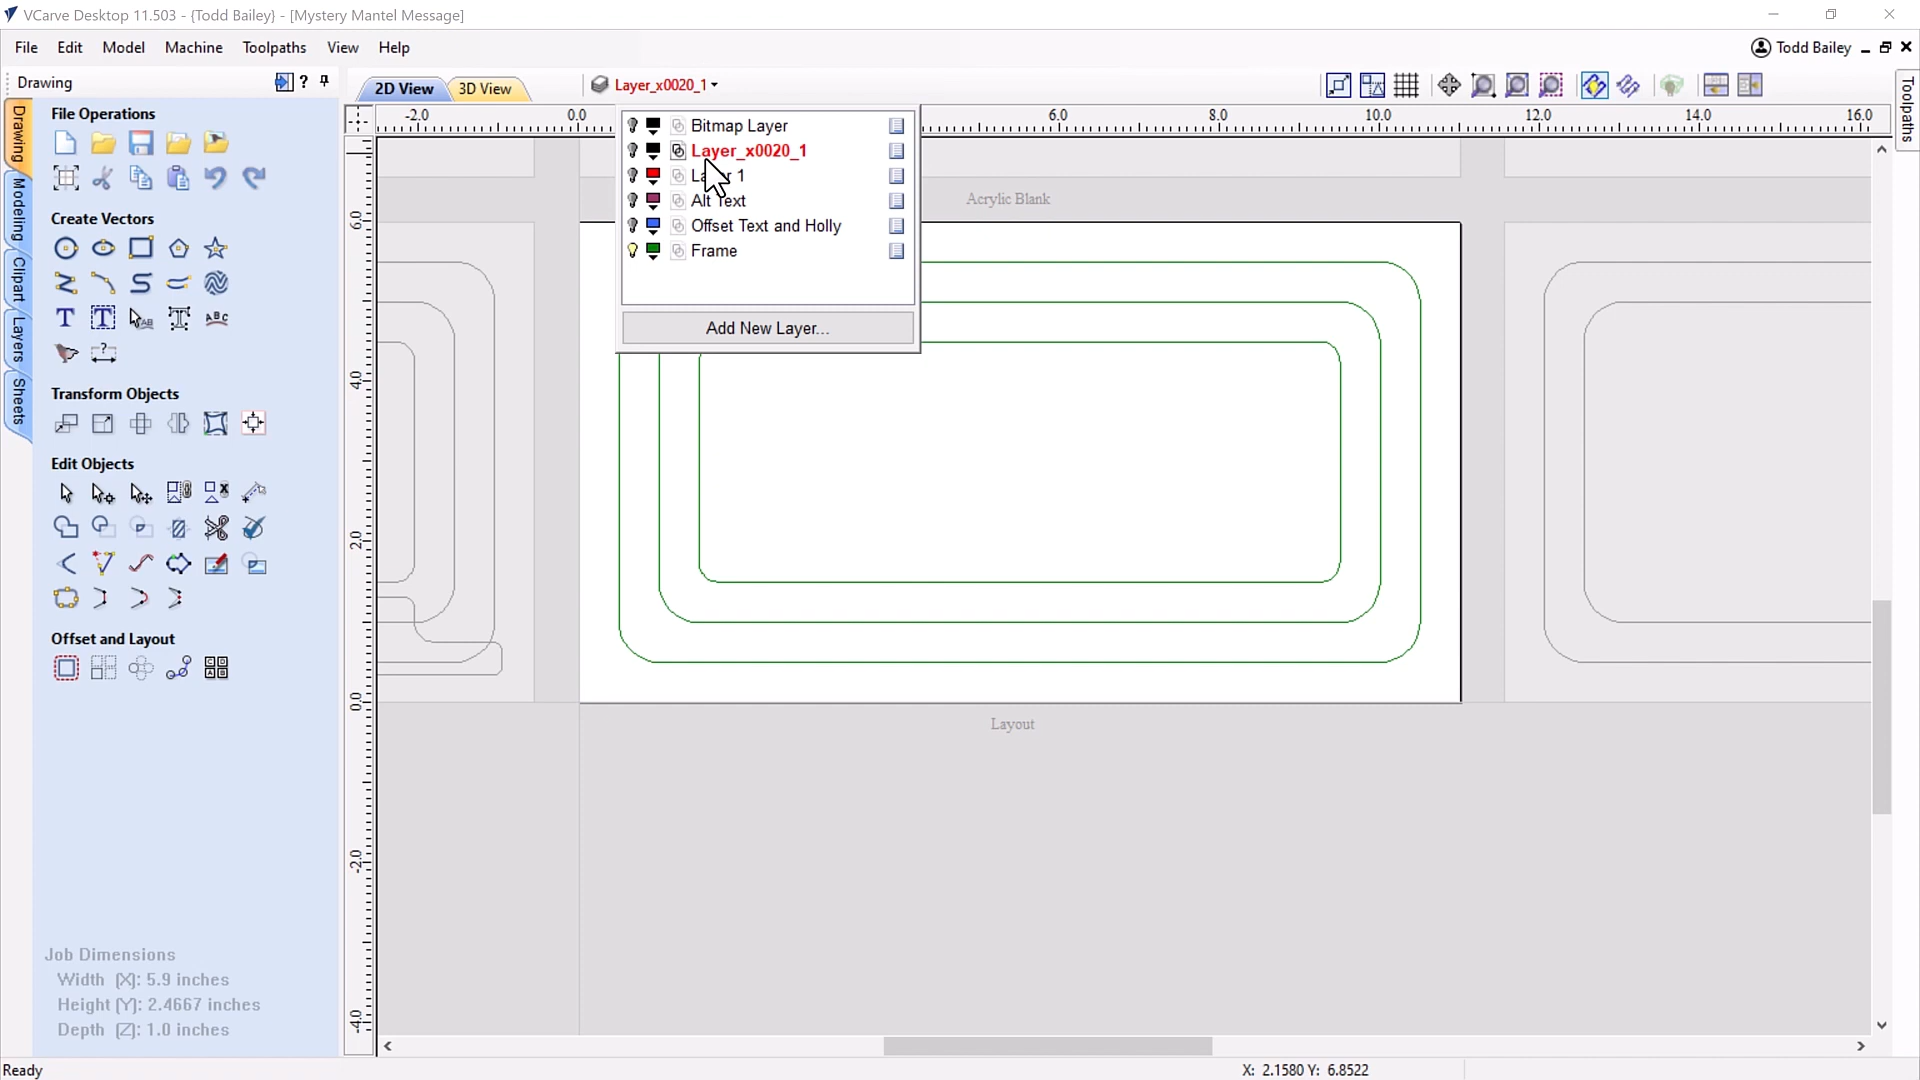 VCarve Desktop 11.503 - {Todd Bailey} - [Mystery Mantel Message]
File Edit Model Machine Toolpaths View Help
Todd Bailey
Drawing
2D View 3D View
Layer_x0020_1
Toolpaths
Drawing
Modeling
Clipart
Layers
Sheets
File Operations
Create Vectors
Transform Objects
Edit Objects
Offset and Layout
Job Dimensions
Width (X): 5.9 inches
Height (Y): 2.4667 inches
Depth (Z): 1.0 inches
-2.0 0.0 6.0 8.0 10.0 12.0 14.0 16.0
6.0
4.0
2.0
0.0
-2.0
-4.0
Bitmap Layer
Layer_x0020_1
1
Alt Text
Offset Text and Holly
Frame
Add New Layer...
Acrylic Blank
Layout
Ready
X: 2.1580 Y: 6.8522